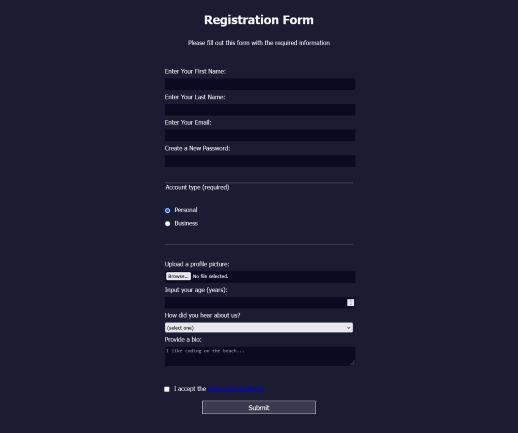 Registration Form
Please fill out this form with the required information
Enter Your First Name:
Enter Your Last Name:
Enter Your Email:
Create a New Password:
Account type (required)
Personal
Business
Upload a profile picture:
Browse... No file selected.
Input your age (years):
How did you hear about us?
(select one)
Provide a bio:
I like coding on the beach...
I accept the
Submit